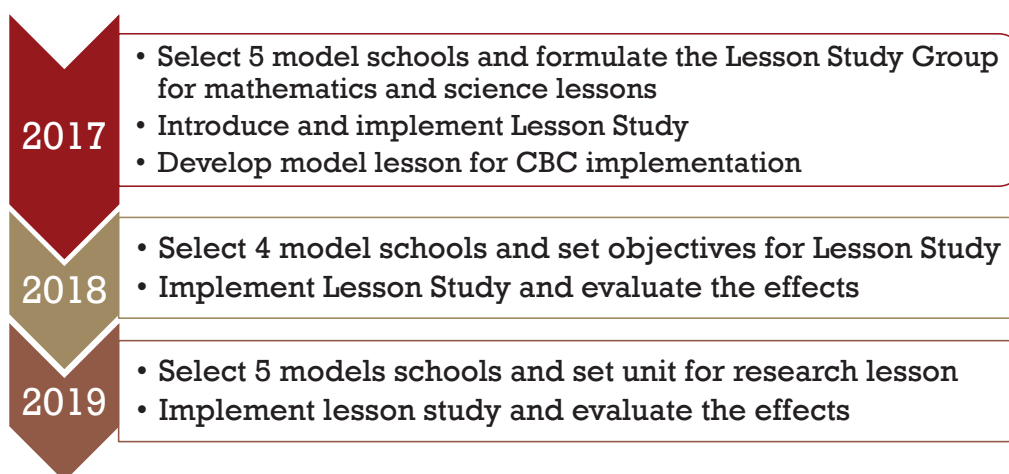 2017
• Select 5 model schools and formulate the Lesson Study Group
for mathematics and science lessons
• Introduce and implement Lesson Study
• Develop model lesson for CBC implementation
2018
• Select 4 model schools and set objectives for Lesson Study
• Implement Lesson Study and evaluate the effects
2019
• Select 5 models schools and set unit for research lesson
• Implement lesson study and evaluate the effects